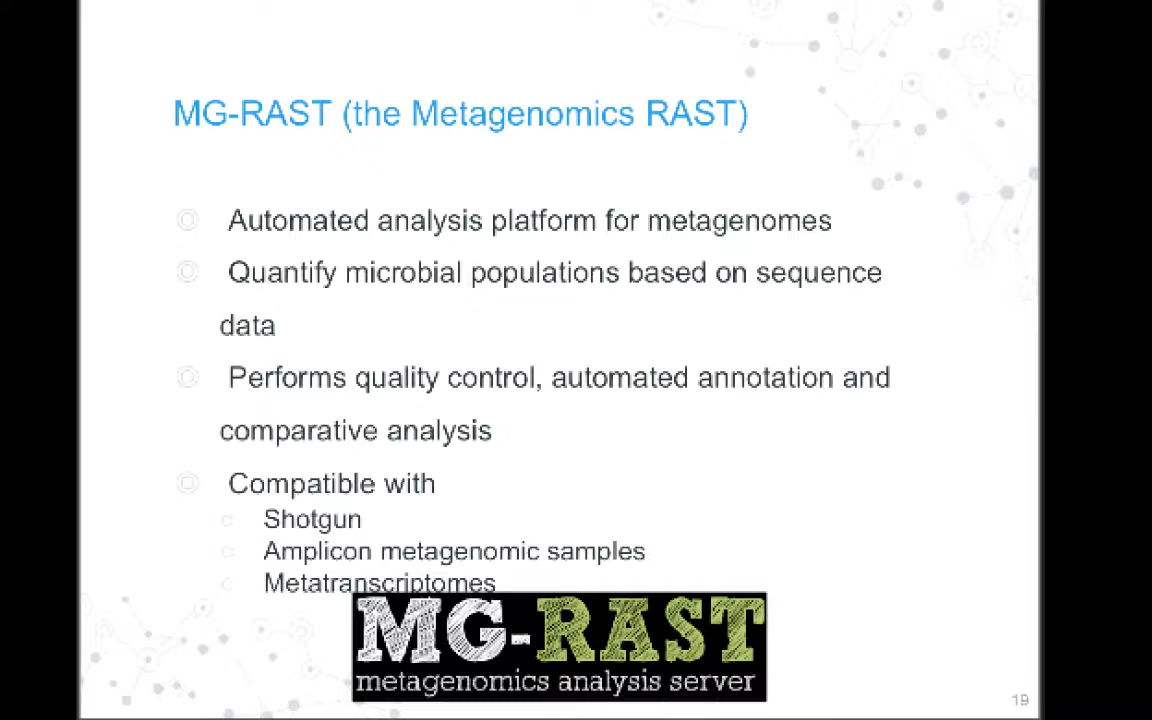 MG-RAST (the Metagenomics RAST)
Automated analysis platform for metagenomes
Quantify microbial populations based on sequence
data
Performs quality control, automated annotation and
comparative analysis
Compatible with
Shotgun
Amplicon metagenomic samples
Metatranscriptomes
MG-RAST
metagenomics analysis server
19